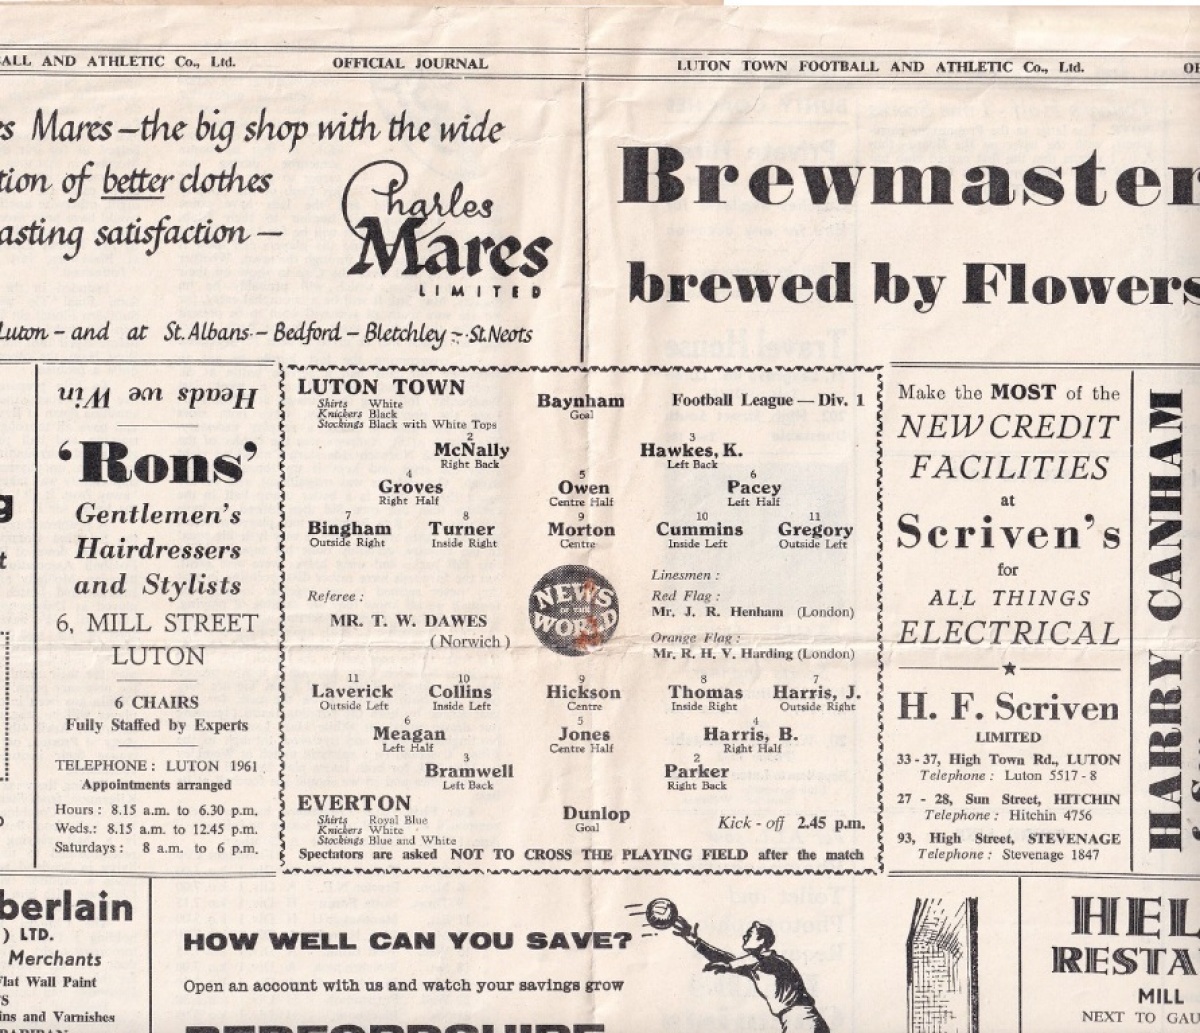 ALL AND ATHLETIC Co., Ltd. OFFICIAL JOURNAL
LUTON TOWN FOOTBALL AND ATHLETIC Co., Ltd.
Mares – the big shop with the wide
of better clothes
satisfaction –
Charles
Mares
LIMITED
Luton – and at St. Albans – Bedford – Bletchley – St. Neots
Brewmaster
brewed by Flowers
Heads we Win
'Rons'
Gentlemen's
Hairdressers
and Stylists
6, MILL STREET
LUTON
6 CHAIRS
Fully Staffed by Experts
TELEPHONE : LUTON 1961
Appointments arranged
Hours : 8.15 a.m. to 6.30 p.m.
Weds.: 8.15 a.m. to 12.45 p.m.
Saturdays : 8 a.m. to 6 p.m.
LUTON TOWN
Shirts White
Knickers Black
Stockings Black with White Tops
Baynham
Goal
Football League — Div. 1
2 3
McNally Hawkes, K.
Right Back Left Back
4 5 6
Groves Owen Pacey
Right Half Centre Half Left Half
7 8 9 10 11
Bingham Turner Morton Cummins Gregory
Outside Right Inside Right Centre Inside Left Outside Left
Referee :
MR. T. W. DAWES
( Norwich )
NEWS
OF THE
WORLD
Linesmen :
Red Flag :
Mr. J. R. Henham (London)
Orange Flag :
Mr. R. H. V. Harding (London)
11 10 9 8 7
Laverick Collins Hickson Thomas Harris, J.
Outside Left Inside Left Centre Inside Right Outside Right
6 5 4
Meagan Jones Harris, B.
Left Half Centre Half Right Half
3 2
Bramwell Parker
Left Back Right Back
EVERTON
Shirts Royal Blue
Knickers White
Stockings Blue and White
Dunlop
Goal
Kick - off 2.45 p.m.
Spectators are asked NOT TO CROSS THE PLAYING FIELD after the match
Make the MOST of the
NEW CREDIT
FACILITIES
at
Scriven's
for
ALL THINGS
ELECTRICAL
H. F. Scriven
LIMITED
33 - 37, High Town Rd., LUTON
Telephone : Luton 5517 - 8
27 - 28, Sun Street, HITCHIN
Telephone : Hitchin 4756
93, High Street, STEVENAGE
Telephone : Stevenage 1847
HARRY CANHAM
berlain
) LTD.
Merchants
Flat Wall Paint
ins and Varnishes
HOW WELL CAN YOU SAVE?
Open an account with us and watch your savings grow
BEDFORDSHIRE
HEL
RESTA
MILL
NEXT TO GAU